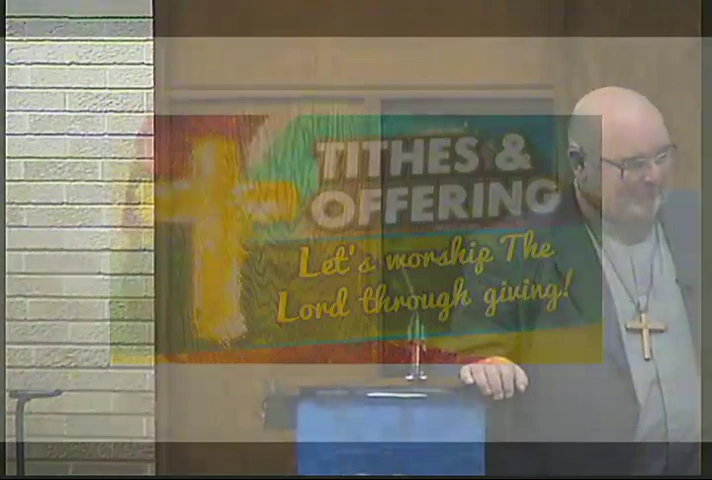 TITHES &
OFFERING
Let's worship The
Lord through giving!